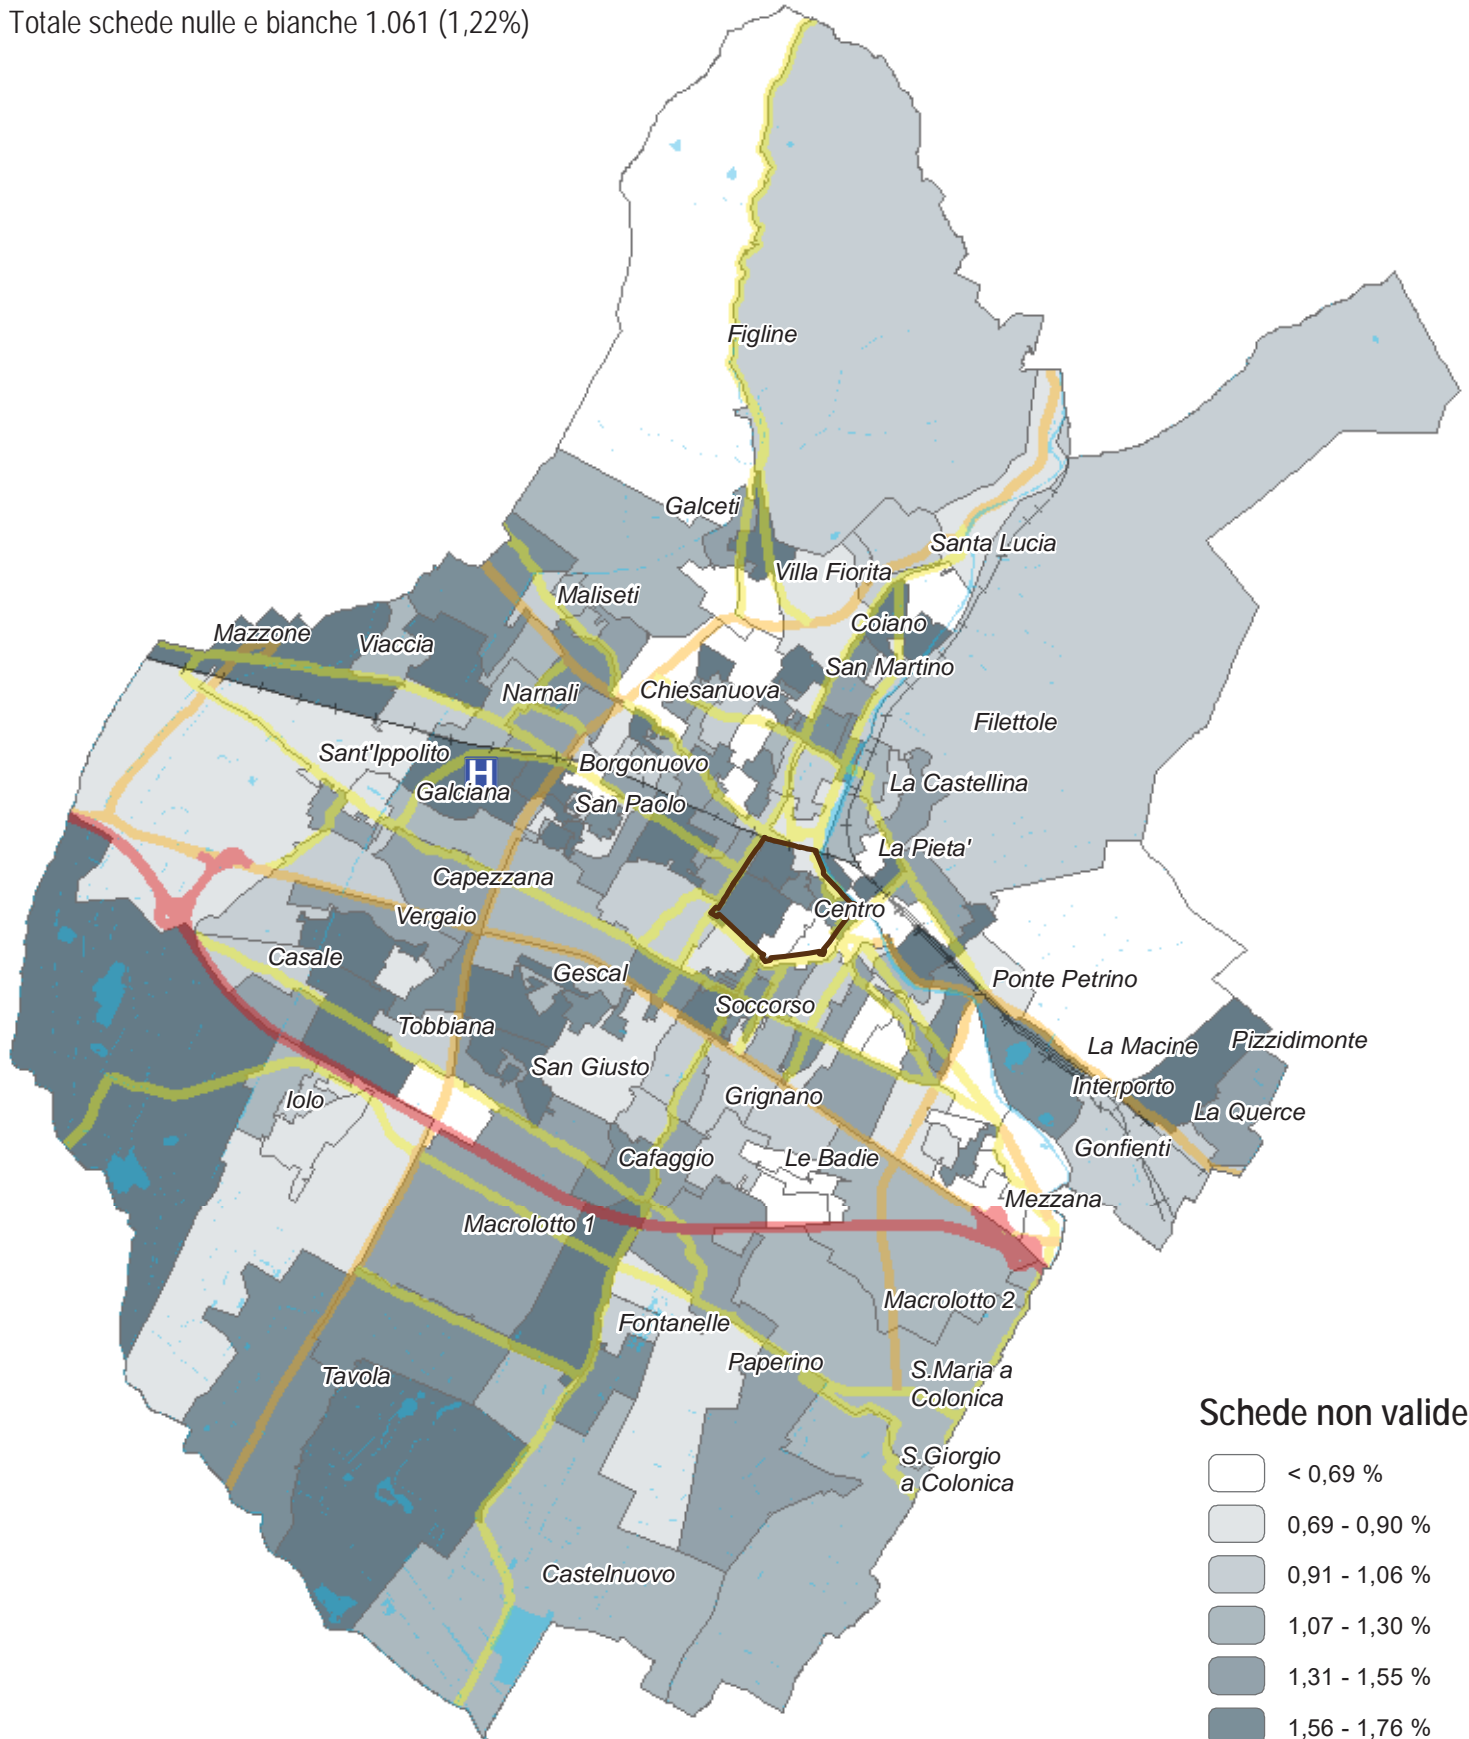 Totale schede nulle e bianche 1.061 (1,22%)
Figline
Galceti
Santa Lucia
Villa Fiorita
Maliseti
Coiano
Mazzone
Viaccia
San Martino
Narnali
Chiesanuova
Filettole
Sant'Ippolito
Borgonuovo
H
Galciana
La Castellina
San Paolo
La Pieta'
Capezzana
Vergaio
Centro
Casale
Gescal
Ponte Petrino
Soccorso
Tobbiana
La Macine
Pizzidimonte
San Giusto
Interporto
Iolo
Grignano
La Querce
Cafaggio
Le Badie
Gonfienti
Mezzana
Macrolotto 1
Macrolotto 2
Fontanelle
Paperino
Tavola
S.Maria a
Colonica
S.Giorgio
a Colonica
Castelnuovo
Schede non valide
< 0,69 %
0,69 - 0,90 %
0,91 - 1,06 %
1,07 - 1,30 %
1,31 - 1,55 %
1,56 - 1,76 %